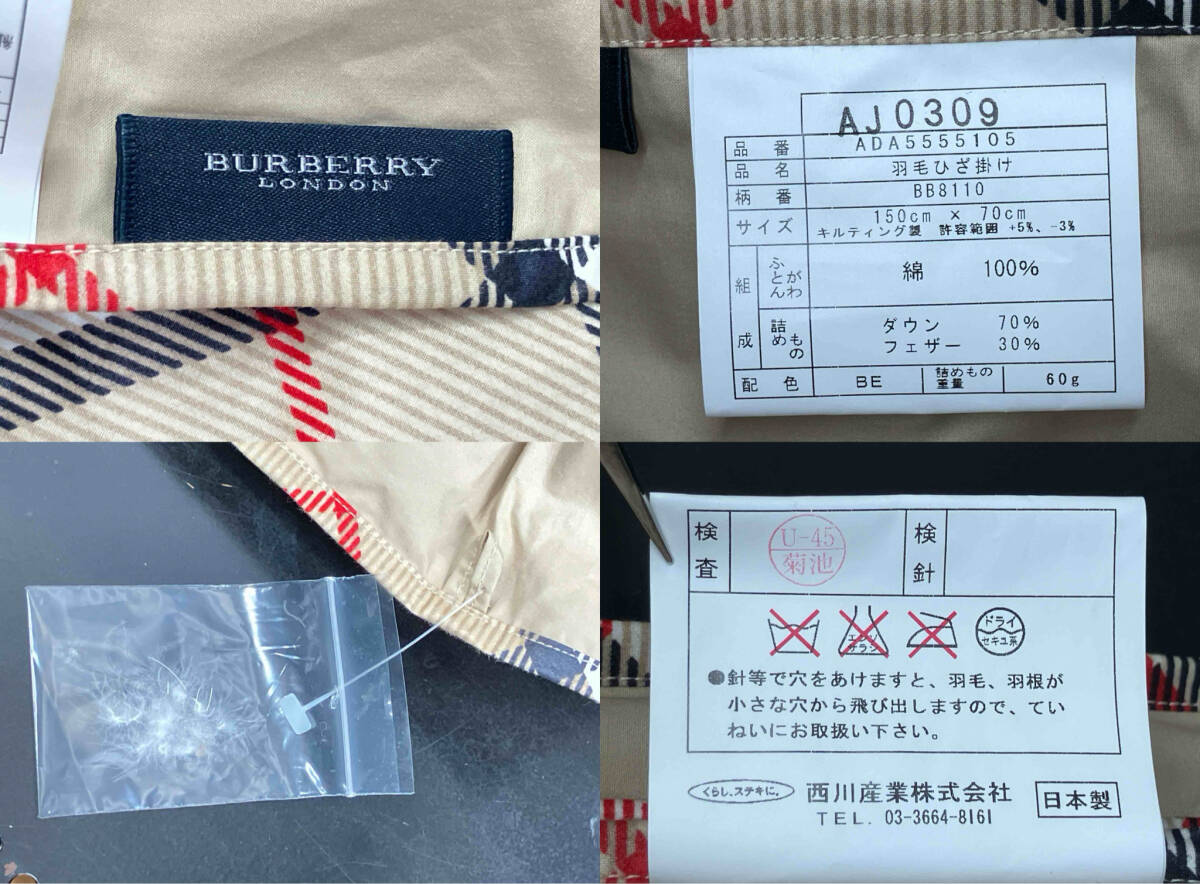 BURBERRY
LONDON
AJ0309
品番 ADA5555105
品名 羽毛ひざ掛け
柄番 BB8110
サイズ 150cm × 70cm
キルティング製 許容範囲 +5%、-3%
組成 ふとんがわ 綿 100%
詰めもの ダウン 70%
フェザー 30%
配色 BE 詰めもの重量 60g
検査 U-45 菊池 検針
エンソサラシ ドライ セキユ系
●針等で穴をあけますと、羽毛、羽根が
小さな穴から飛び出しますので、てい
ねいにお取扱い下さい。
くらし、ステキに。 西川産業株式会社 日本製
TEL. 03-3664-8161